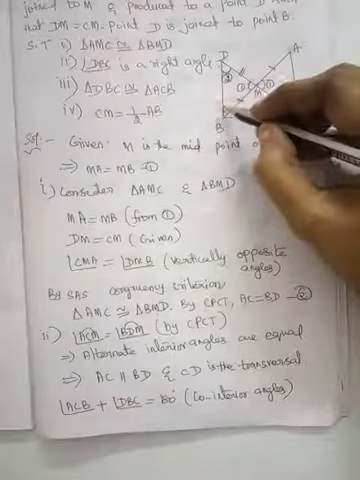 joined to M & produced to a point D
that DM = CM. Point D is joined to point B.
S.T i) ΔAMC ≅ ΔBMD
ii) ∠DBC is a right angle
iii) ΔDBC ≅ ΔACB
iv) CM = 1/2 AB
D
A
M
B
Sol:- Given: M is the mid point
⇒ MA = MB -①
i) Consider ΔAMC & ΔBMD
MA = MB (from ①)
DM = CM (Given)
∠CMA = ∠DMB (vertically opposite angles)
By SAS congruency criterion
ΔAMC ≅ ΔBMD. By CPCT, AC = BD -②
ii) ∠ACM = ∠BDM (by CPCT)
⇒ Alternate interior angles are equal
⇒ AC || BD & CD is the transversal
∠ACB + ∠DBC = 180° (Co-interior angles)